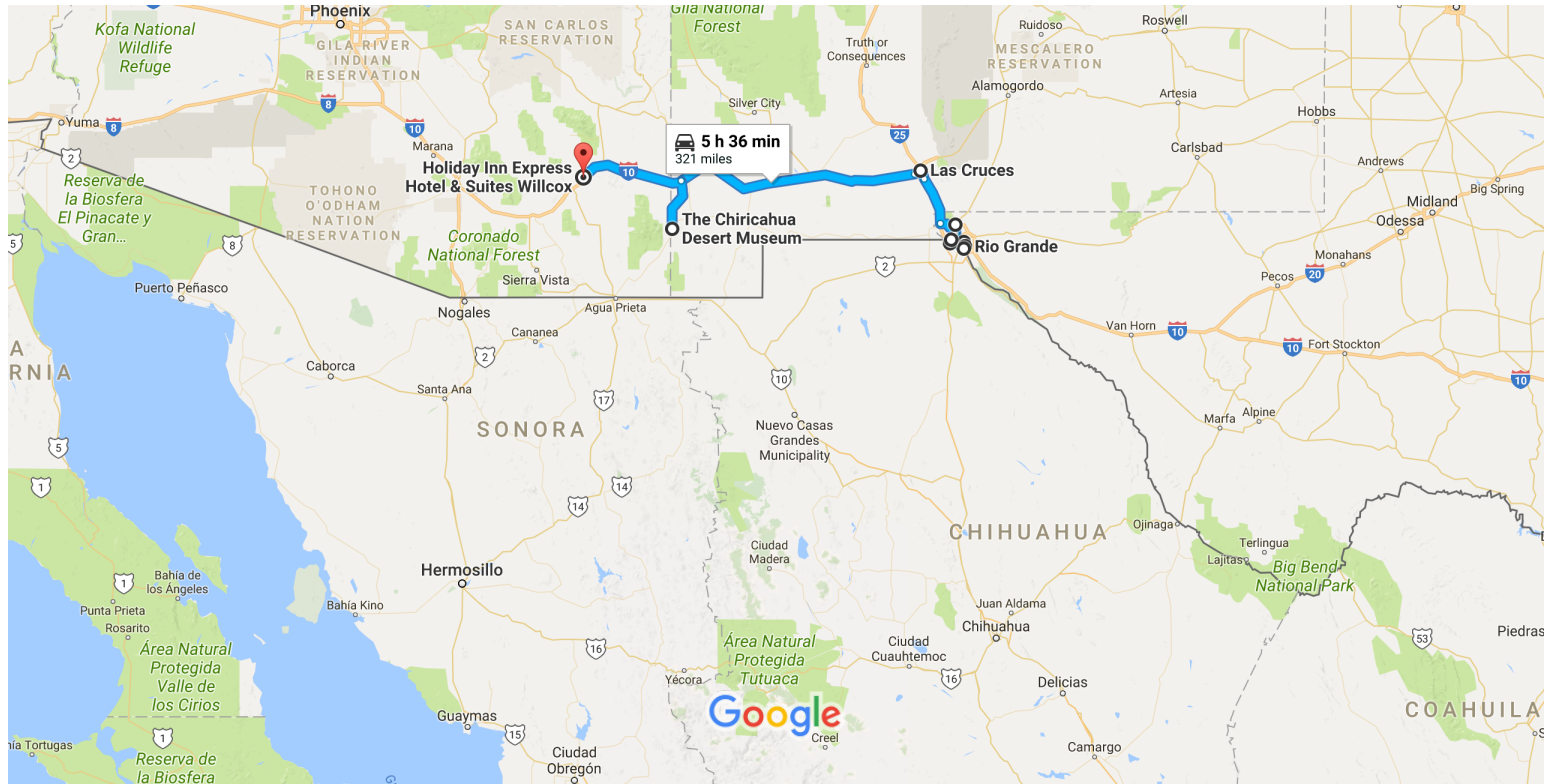 Phoenix
Kofa National
Wildlife
Refuge
GILA RIVER
INDIAN
RESERVATION
SAN CARLOS
RESERVATION
Gila National
Forest
Truth or
Consequences
Ruidoso
Roswell
MESCALERO
RESERVATION
Alamogordo
Artesia
Hobbs
Silver City
8
10
8
25
Yuma
Marana
2
Carlsbad
Andrews
Big Spring
Midland
Odessa
5 h 36 min
321 miles
Holiday Inn Express
Hotel & Suites Willcox
10
Las Cruces
Reserva de
la Biosfera
El Pinacate y
Gran...
TOHONO
O'ODHAM
NATION
RESERVATION
The Chiricahua
Desert Museum
Rio Grande
5
8
Coronado
National Forest
Sierra Vista
2
Monahans
Pecos
20
Puerto Peñasco
Nogales
Agua Prieta
Cananea
Van Horn
10
10
Fort Stockton
10
A
RNIA
Caborca
2
Santa Ana
10
17
Marfa
Alpine
SONORA
Nuevo Casas
Grandes
Municipality
5
1
14
14
CHIHUAHUA
Ojinaga
Terlingua
Lajitas
Big Bend
National Park
Ciudad
Madera
Hermosillo
Bahía de
los Ángeles
1
Punta Prieta
Rosarito
Bahía Kino
Juan Aldama
Chihuahua
Ciudad
Cuauhtemoc
53
Piedras
Área Natural
Protegida
Valle de
los Cirios
16
Área Natural
Protegida
Tutuaca
Yécora
16
Delicias
Google
COAHUILA
Guaymas
15
1
ía Tortugas
Reserva de
la Biosfera
Ciudad
Obregón
Creel
Camargo